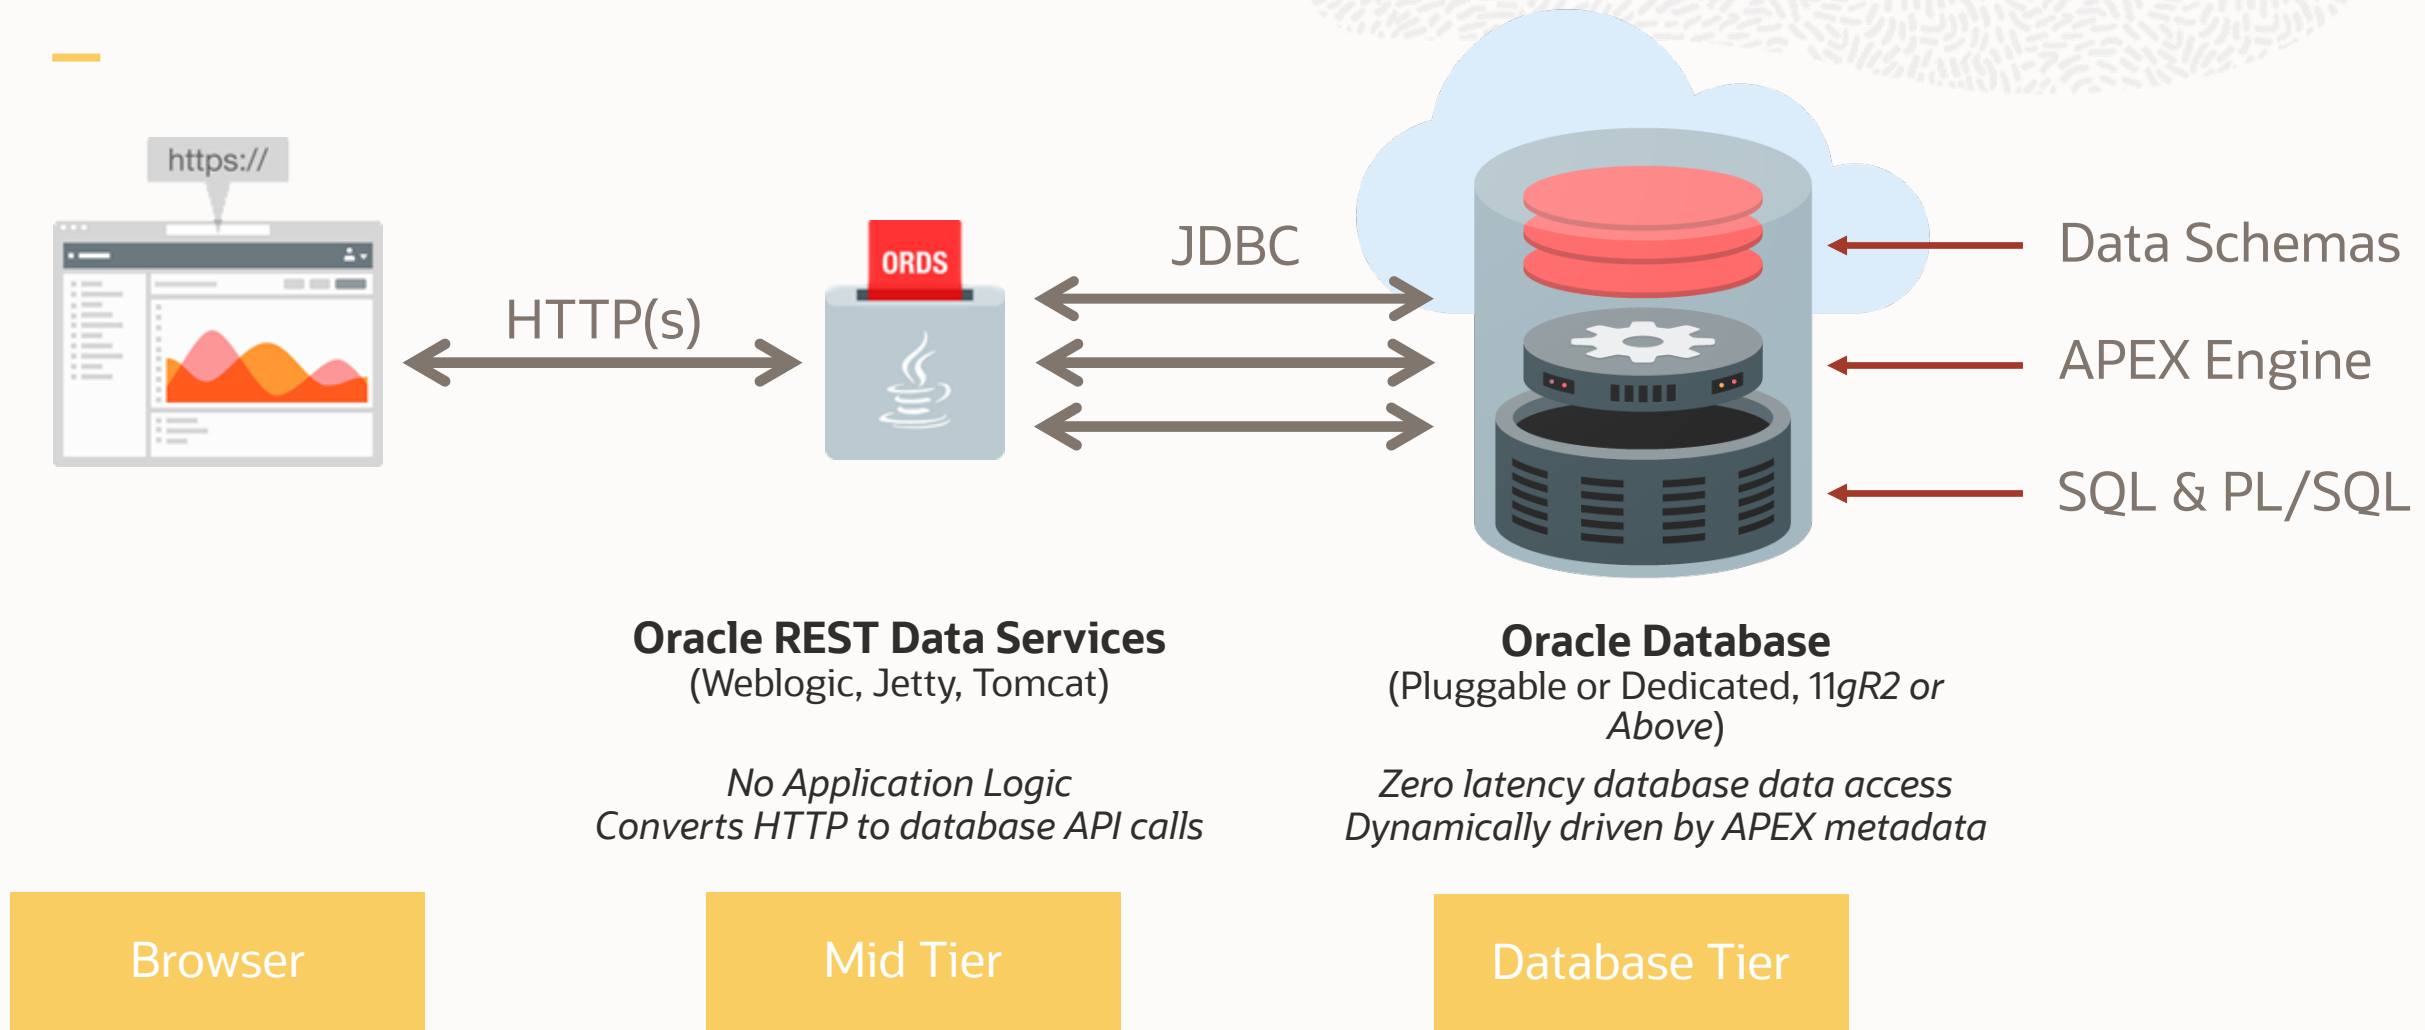 https://
HTTP(s)
ORDS
JDBC
Data Schemas
APEX Engine
SQL & PL/SQL
Oracle REST Data Services
(Weblogic, Jetty, Tomcat)
No Application Logic
Converts HTTP to database API calls
Oracle Database
(Pluggable or Dedicated, 11gR2 or
Above)
Zero latency database data access
Dynamically driven by APEX metadata
Browser
Mid Tier
Database Tier